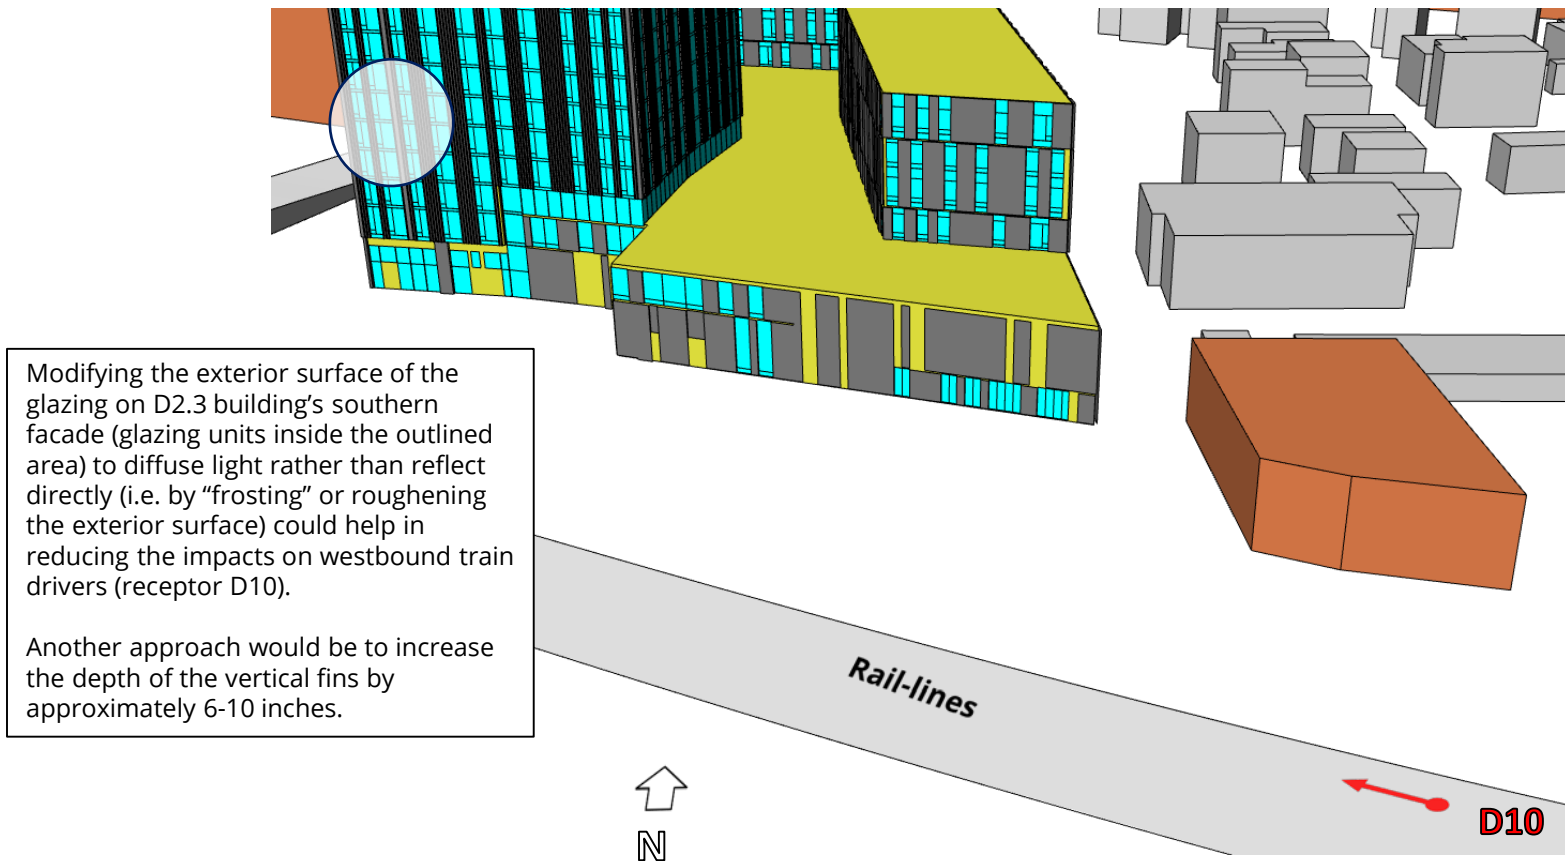 Modifying the exterior surface of the
glazing on D2.3 building’s southern
facade (glazing units inside the outlined
area) to diffuse light rather than reflect
directly (i.e. by “frosting” or roughening
the exterior surface) could help in
reducing the impacts on westbound train
drivers (receptor D10).
Another approach would be to increase
the depth of the vertical fins by
approximately 6-10 inches.
Rail-lines
N
D10